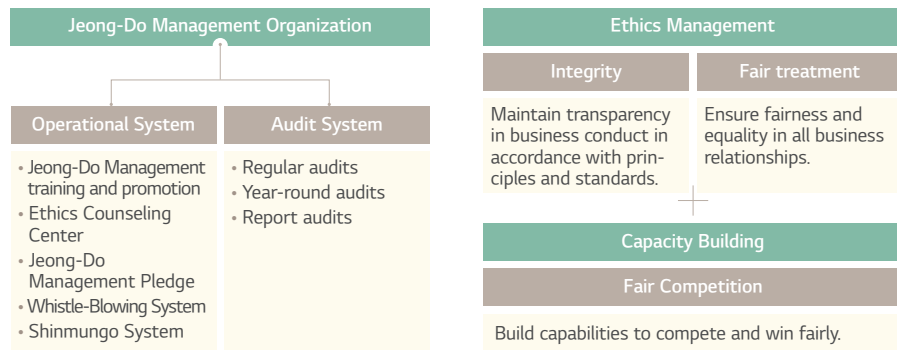 Jeong-Do Management Organization
Operational System
• Jeong-Do Management
training and promotion
• Ethics Counseling
Center
• Jeong-Do
Management Pledge
• Whistle-Blowing System
• Shinmungo System
Audit System
• Regular audits
• Year-round audits
• Report audits
Ethics Management
Integrity
Maintain transparency
in business conduct in
accordance with prin-
ciples and standards.
Fair treatment
Ensure fairness and
equality in all business
relationships.
Capacity Building
Fair Competition
Build capabilities to compete and win fairly.